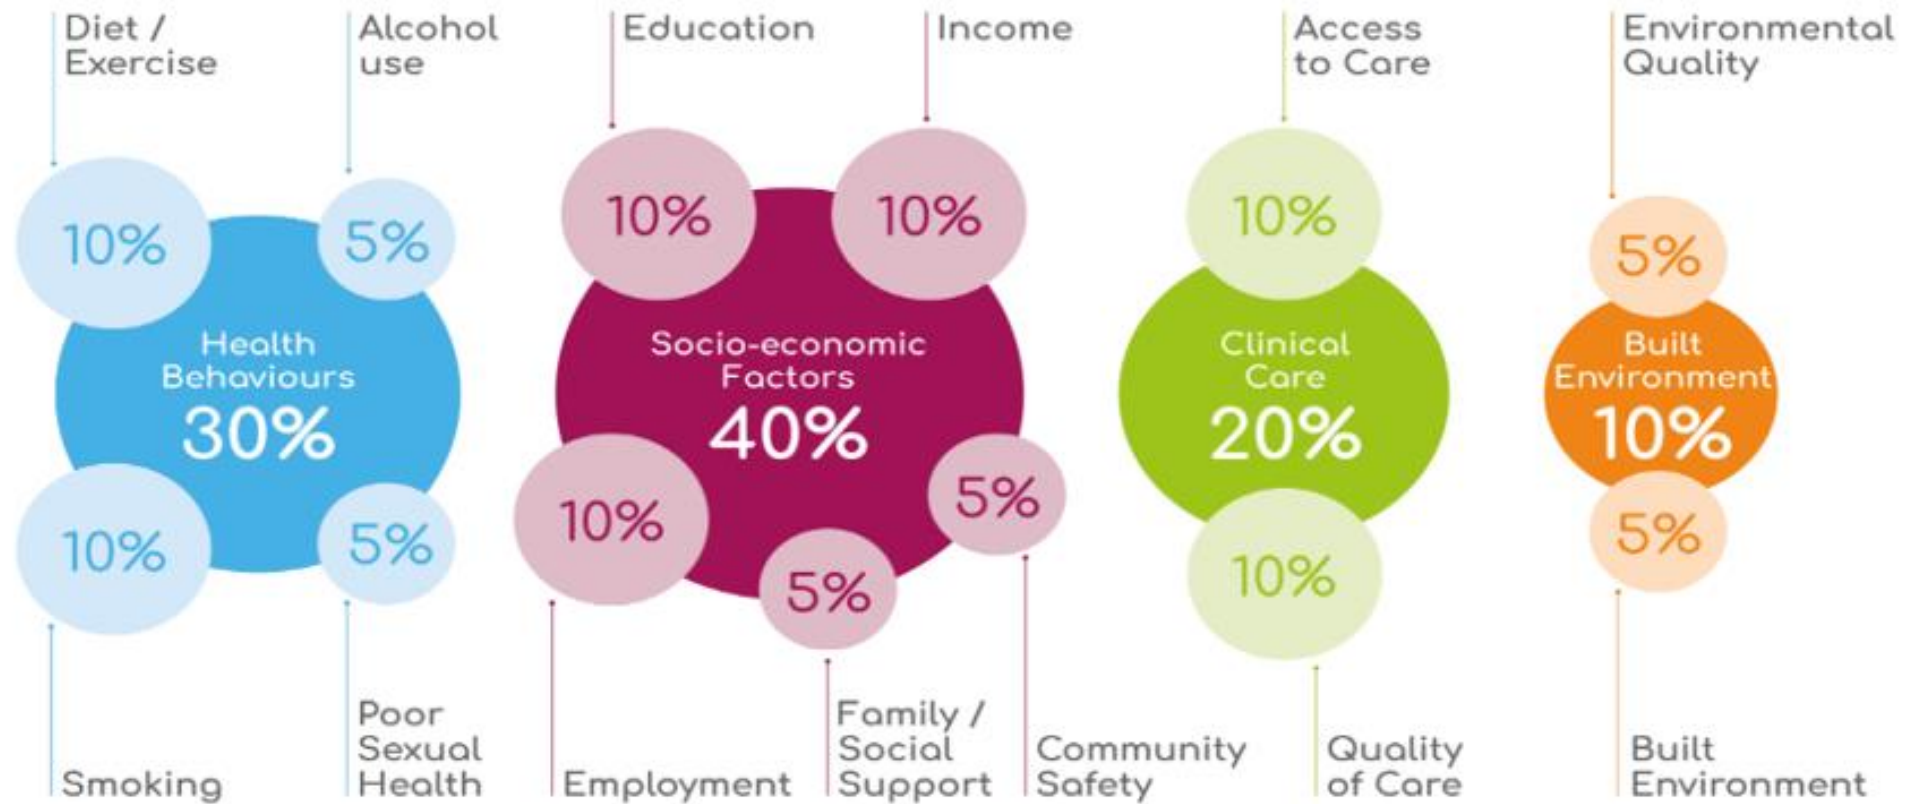 Diet /
Exercise
Alcohol
use
Education
Income
Access
to Care
Environmental
Quality
10%
5%
10%
10%
10%
5%
Health
Behaviours
30%
Socio-economic
Factors
40%
Clinical
Care
20%
Built
Environment
10%
10%
5%
10%
5%
5%
10%
5%
Smoking
Poor
Sexual
Health
Employment
Family /
Social
Support
Community
Safety
Quality
of Care
Built
Environment